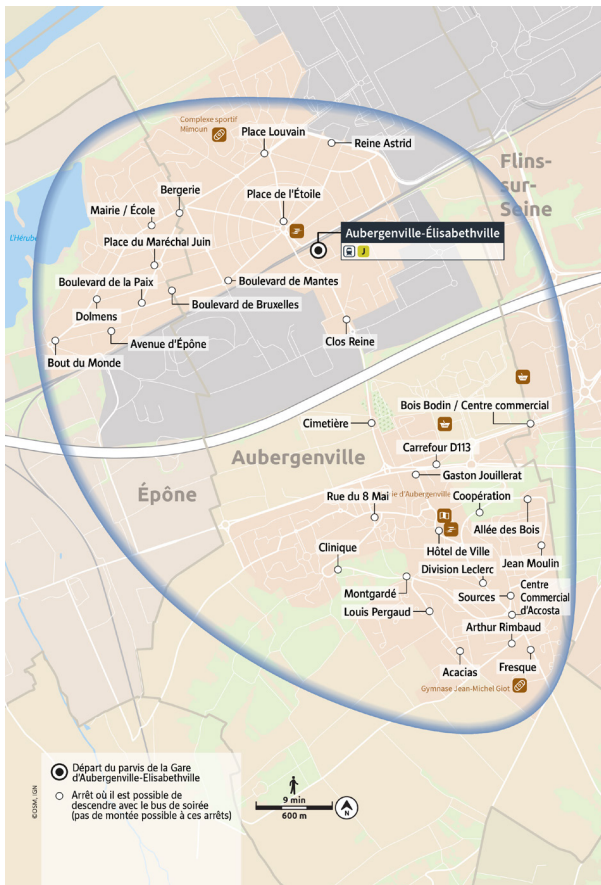 Complexe sportif
Mimoun
Place Louvain
Reine Astrid
Flins-
sur-
Seine
Bergerie
Place de l'Étoile
Mairie / École
L'Hérube
Aubergenville-Élisabethville
J
Place du Maréchal Juin
Boulevard de la Paix
Boulevard de Mantes
Boulevard de Bruxelles
Dolmens
Avenue d'Épône
Clos Reine
Bout du Monde
Bois Bodin / Centre commercial
Cimetière
Carrefour D113
Aubergenville
Gaston Jouillerat
Épône
Rue du 8 Mai
ie d'Aubergenville
Coopération
Allée des Bois
Hôtel de Ville
Jean Moulin
Clinique
Division Leclerc
Montgardé
Sources
Centre
Commercial
d'Accosta
Louis Pergaud
Arthur Rimbaud
Acacias
Fresque
Gymnase Jean-Michel Giot
Départ du parvis de la Gare
d'Aubergenville-Elisabethville
Arrêt où il est possible de
descendre avec le bus de soirée
(pas de montée possible à ces arrêts)
9 min
600 m
N
©OSM, IGN